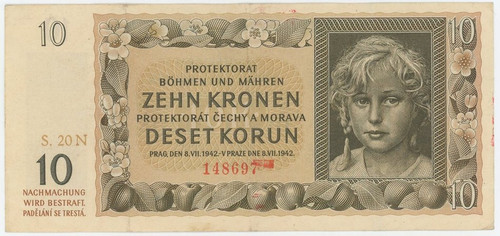 10
10
PROTEKTORAT
BÖHMEN UND MÄHREN
ZEHN KRONEN
PROTEKTORÁT ČECHY A MORAVA
DESET KORUN
PRAG, DEN 8. VII. 1942. - V PRAZE DNE 8. VII. 1942.
S. 20 N
148697
10
NACHMACHUNG
WIRD BESTRAFT.
PADĚLÁNÍ SE TRESTÁ.
10